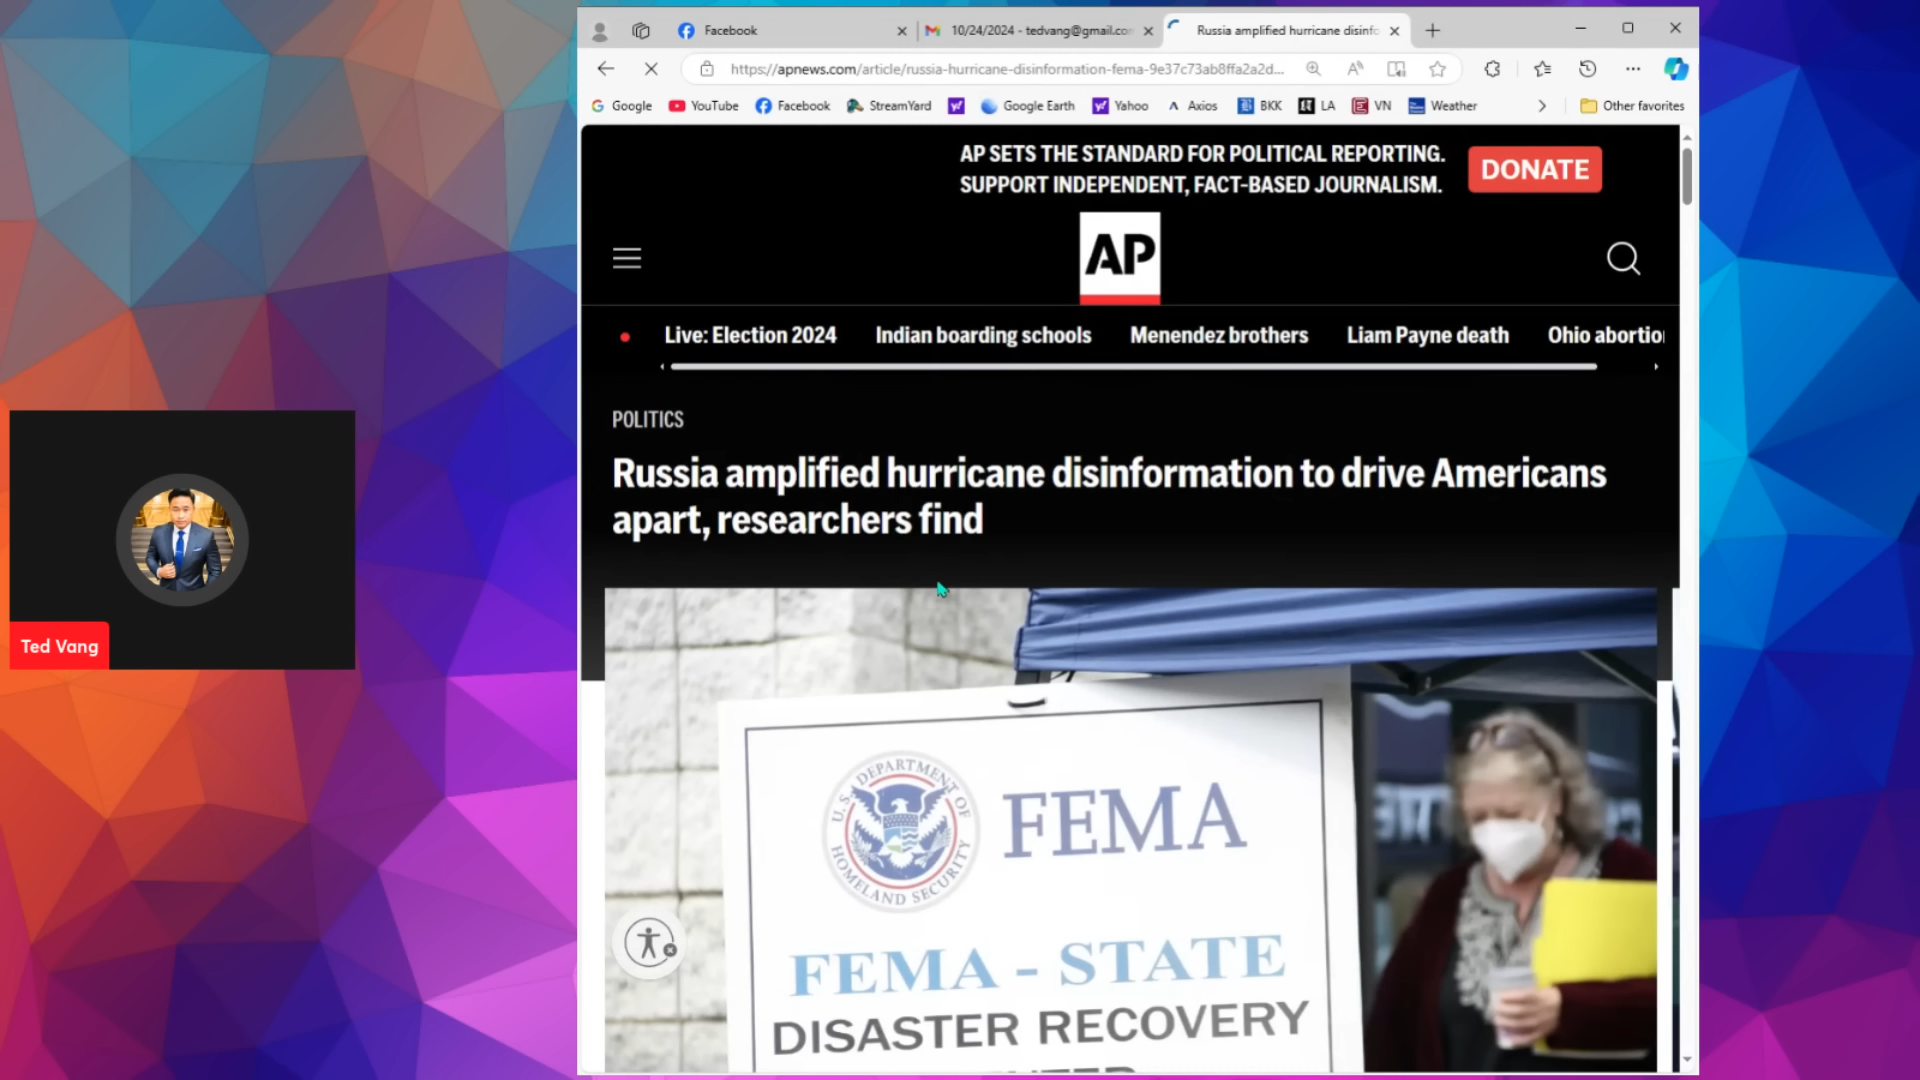 Facebook
10/24/2024 - tedvang@gmail.co
Russia amplified hurricane disinfo
https://apnews.com/article/russia-hurricane-disinformation-fema-9e37c73ab8ffa2a2d...
Google YouTube Facebook StreamYard Google Earth Yahoo Axios BKK LA VN Weather Other favorites
AP SETS THE STANDARD FOR POLITICAL REPORTING.
SUPPORT INDEPENDENT, FACT-BASED JOURNALISM.
DONATE
AP
Live: Election 2024 Indian boarding schools Menendez brothers Liam Payne death Ohio abortion
POLITICS
Russia amplified hurricane disinformation to drive Americans
apart, researchers find
Ted Vang
U.S. DEPARTMENT OF
HOMELAND SECURITY
FEMA
FEMA - STATE
DISASTER RECOVERY